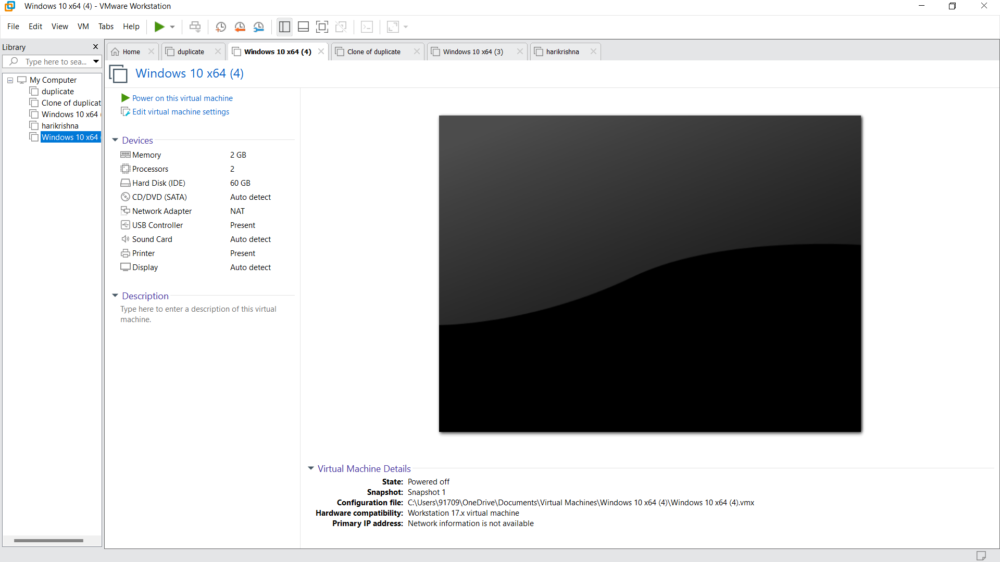 Windows 10 x64 (4) - VMware Workstation
File Edit View VM Tabs Help
Library
Type here to sea...
My Computer
duplicate
Clone of duplicat
Windows 10 x64
harikrishna
Windows 10 x64
Home duplicate Windows 10 x64 (4) Clone of duplicate Windows 10 x64 (3) harikrishna
Windows 10 x64 (4)
Power on this virtual machine
Edit virtual machine settings
Devices
Memory 2 GB
Processors 2
Hard Disk (IDE) 60 GB
CD/DVD (SATA) Auto detect
Network Adapter NAT
USB Controller Present
Sound Card Auto detect
Printer Present
Display Auto detect
Description
Type here to enter a description of this virtual
machine.
Virtual Machine Details
State: Powered off
Snapshot: Snapshot 1
Configuration file: C:\Users\91709\OneDrive\Documents\Virtual Machines\Windows 10 x64 (4)\Windows 10 x64 (4).vmx
Hardware compatibility: Workstation 17.x virtual machine
Primary IP address: Network information is not available